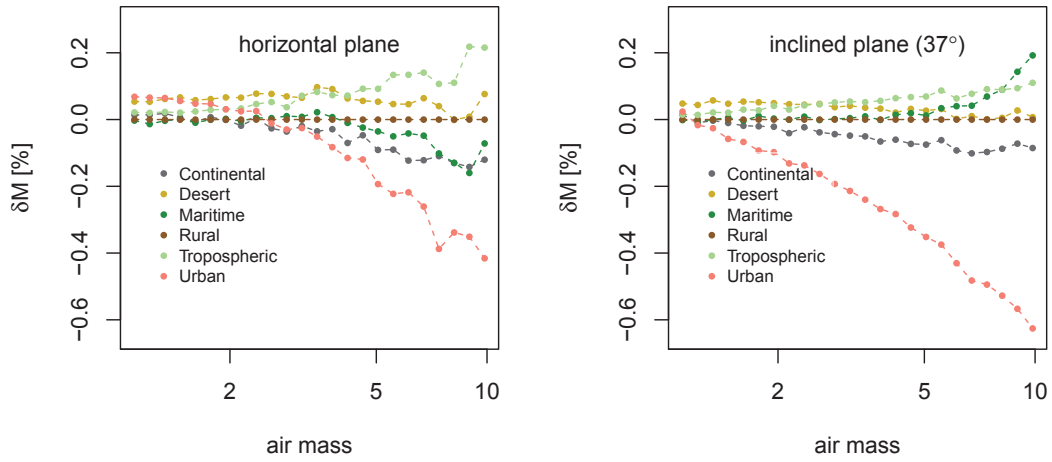 horizontal plane
δM [%]
0.2
0.0
−0.2
−0.4
−0.6
Continental
Desert
Maritime
Rural
Tropospheric
Urban
2 5 10
air mass
inclined plane (37°)
δM [%]
0.2
0.0
−0.2
−0.4
−0.6
Continental
Desert
Maritime
Rural
Tropospheric
Urban
2 5 10
air mass